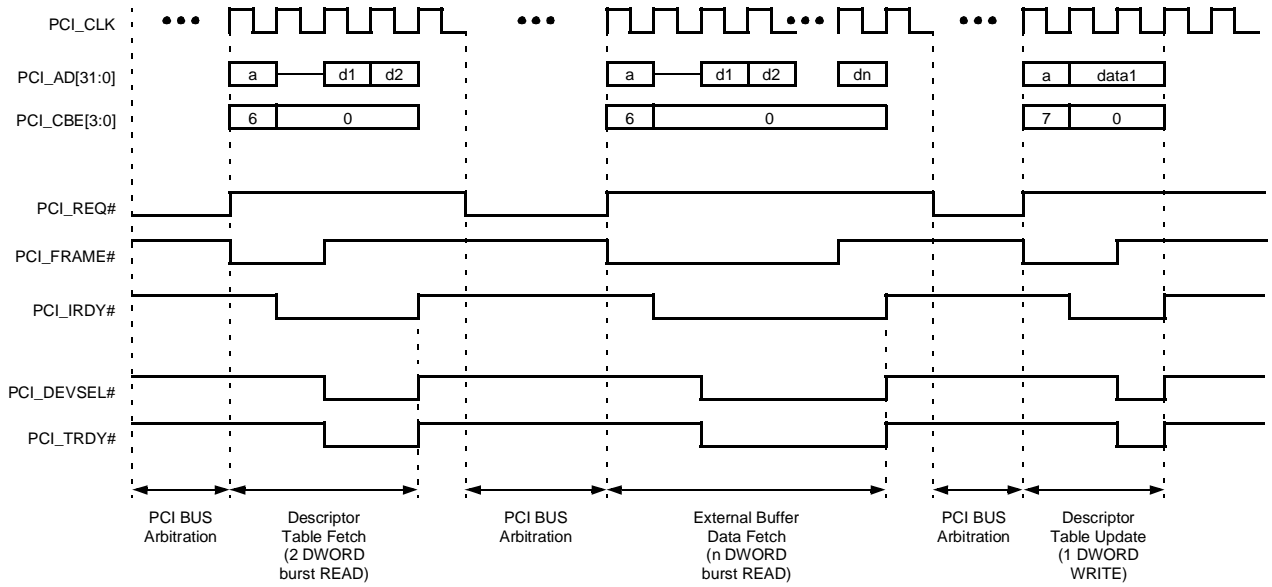 PCI_CLK
PCI_AD[31:0] a d1 d2 a d1 d2 dn a data1
PCI_CBE[3:0] 6 0 6 0 7 0
PCI_REQ#
PCI_FRAME#
PCI_IRDY#
PCI_DEVSEL#
PCI_TRDY#
PCI BUS
Arbitration
Descriptor
Table Fetch
(2 DWORD
burst READ)
PCI BUS
Arbitration
External Buffer
Data Fetch
(n DWORD
burst READ)
PCI BUS
Arbitration
Descriptor
Table Update
(1 DWORD
WRITE)